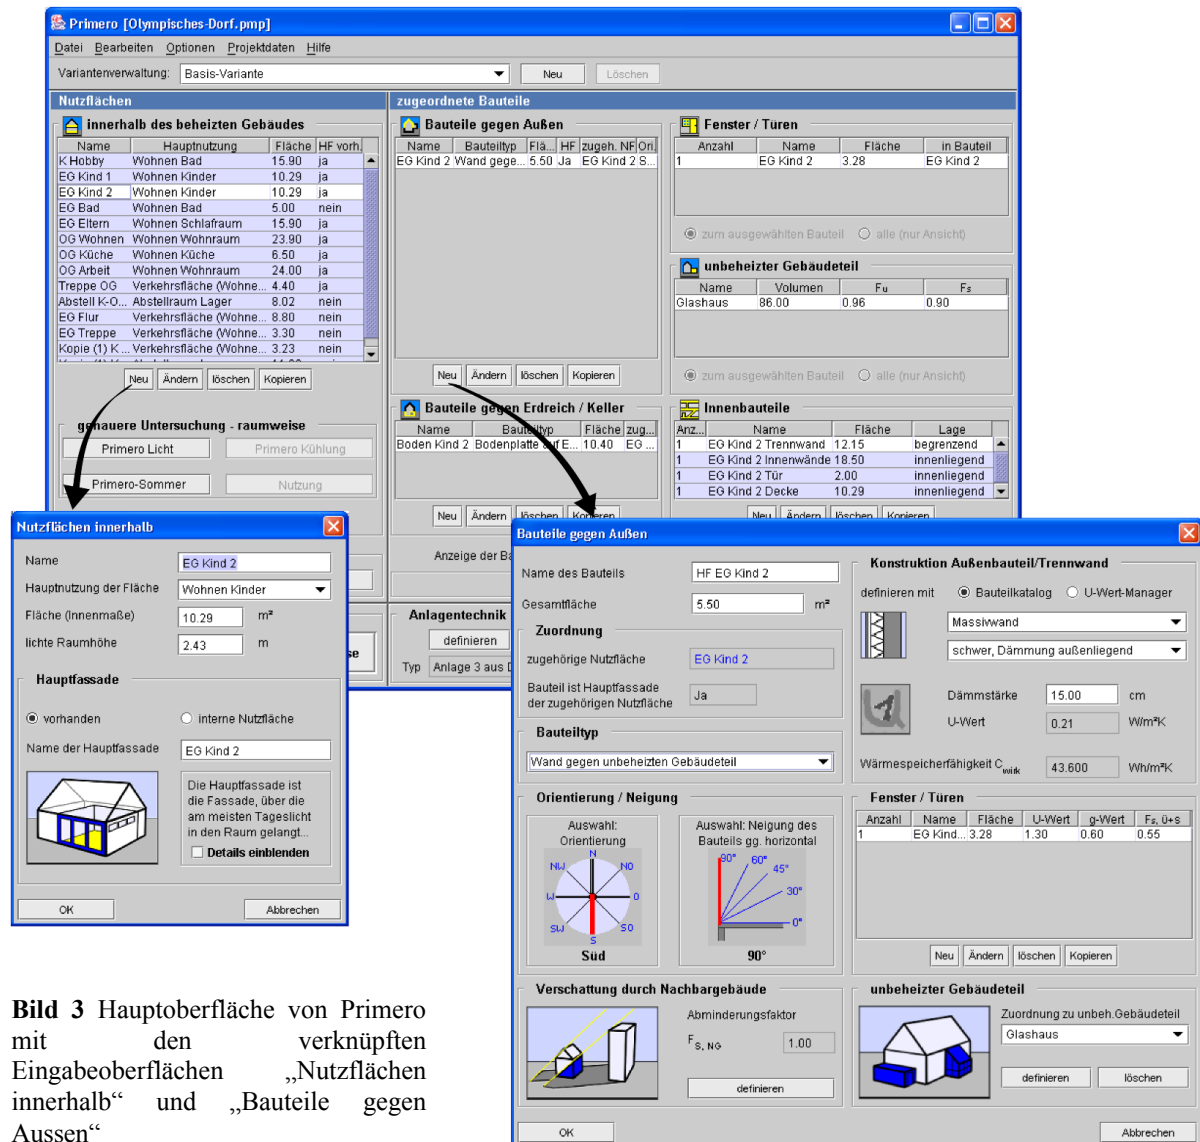 Primero [Olympisches-Dorf.pmp]
Datei Bearbeiten Optionen Projektdaten Hilfe
Variantenverwaltung: Basis-Variante Neu Löschen
Nutzflächen
innerhalb des beheizten Gebäudes
Name Hauptnutzung Fläche HF vorh.
K Hobby Wohnen Bad 15.90 ja
EG Kind 1 Wohnen Kinder 10.29 ja
EG Kind 2 Wohnen Kinder 10.29 ja
EG Bad Wohnen Bad 5.00 nein
EG Eltern Wohnen Schlafraum 15.90 ja
OG Wohnen Wohnen Wohnraum 23.90 ja
OG Küche Wohnen Küche 6.50 ja
OG Arbeit Wohnen Wohnraum 24.00 ja
Treppe OG Verkehrsfläche (Wohne... 4.40 ja
Abstell K-O... Abstellraum Lager 8.02 nein
EG Flur Verkehrsfläche (Wohne... 8.80 nein
EG Treppe Verkehrsfläche (Wohne... 3.30 nein
Kopie (1) K ... Verkehrsfläche (Wohne... 3.23 nein
Neu Ändern löschen Kopieren
genauere Untersuchung - raumweise
Primero Licht Primero Kühlung
Primero-Sommer Nutzung
zugeordnete Bauteile
Bauteile gegen Außen
Name Bauteiltyp Flä... HF zugeh. NF Ori.
EG Kind 2 Wand gege... 5.50 Ja EG Kind 2 S...
Neu Ändern löschen Kopieren
Bauteile gegen Erdreich / Keller
Name Bauteiltyp Fläche zug...
Boden Kind 2 Bodenplatte auf E... 10.40 EG ...
Neu Ändern löschen Kopieren
Anzeige der Ba
Anlagentechnik
definieren
Typ Anlage 3 aus D
se
Fenster / Türen
Anzahl Name Fläche in Bauteil
1 EG Kind 2 3.28 EG Kind 2
zum ausgewählten Bauteil alle (nur Ansicht)
unbeheizter Gebäudeteil
Name Volumen Fu Fs
Glashaus 86.00 0.96 0.90
zum ausgewählten Bauteil alle (nur Ansicht)
Innenbauteile
Anz... Name Fläche Lage
1 EG Kind 2 Trennwand 12.15 begrenzend
1 EG Kind 2 Innenwände 18.50 innenliegend
1 EG Kind 2 Tür 2.00 innenliegend
1 EG Kind 2 Decke 10.29 innenliegend
Neu Ändern löschen Kopieren
Nutzflächen innerhalb
Name EG Kind 2
Hauptnutzung der Fläche Wohnen Kinder
Fläche (Innenmaße) 10.29 m²
lichte Raumhöhe 2.43 m
Hauptfassade
vorhanden interne Nutzfläche
Name der Hauptfassade EG Kind 2
Die Hauptfassade ist
die Fassade, über die
am meisten Tageslicht
in den Raum gelangt...
Details einblenden
OK Abbrechen
Bauteile gegen Außen
Name des Bauteils HF EG Kind 2
Gesamtfläche 5.50 m²
Zuordnung
zugehörige Nutzfläche EG Kind 2
Bauteil ist Hauptfassade
der zugehörigen Nutzfläche Ja
Bauteiltyp
Wand gegen unbeheizten Gebäudeteil
Orientierung / Neigung
Auswahl:
Orientierung
N
NW NO
W O
SW SO
S
Süd
Auswahl: Neigung des
Bauteils gg. horizontal
90° 60°
45°
30°
0°
90°
Verschattung durch Nachbargebäude
Abminderungsfaktor
F S, NG 1.00
definieren
OK
Konstruktion Außenbauteil/Trennwand
definieren mit Bauteilkatalog U-Wert-Manager
Massivwand
schwer, Dämmung außenliegend
Dämmstärke 15.00 cm
U-Wert 0.21 W/m²K
Wärmespeicherfähigkeit C wirk 43.600 Wh/m²K
Fenster / Türen
Anzahl Name Fläche U-Wert g-Wert Fs, ü+s
1 EG Kind... 3.28 1.30 0.60 0.55
Neu Ändern löschen Kopieren
unbeheizter Gebäudeteil
Zuordnung zu unbeh.Gebäudeteil
Glashaus
definieren löschen
Abbrechen
Bild 3 Hauptoberfläche von Primero
mit den verknüpften
Eingabeoberflächen „Nutzflächen
innerhalb“ und „Bauteile gegen
Aussen“